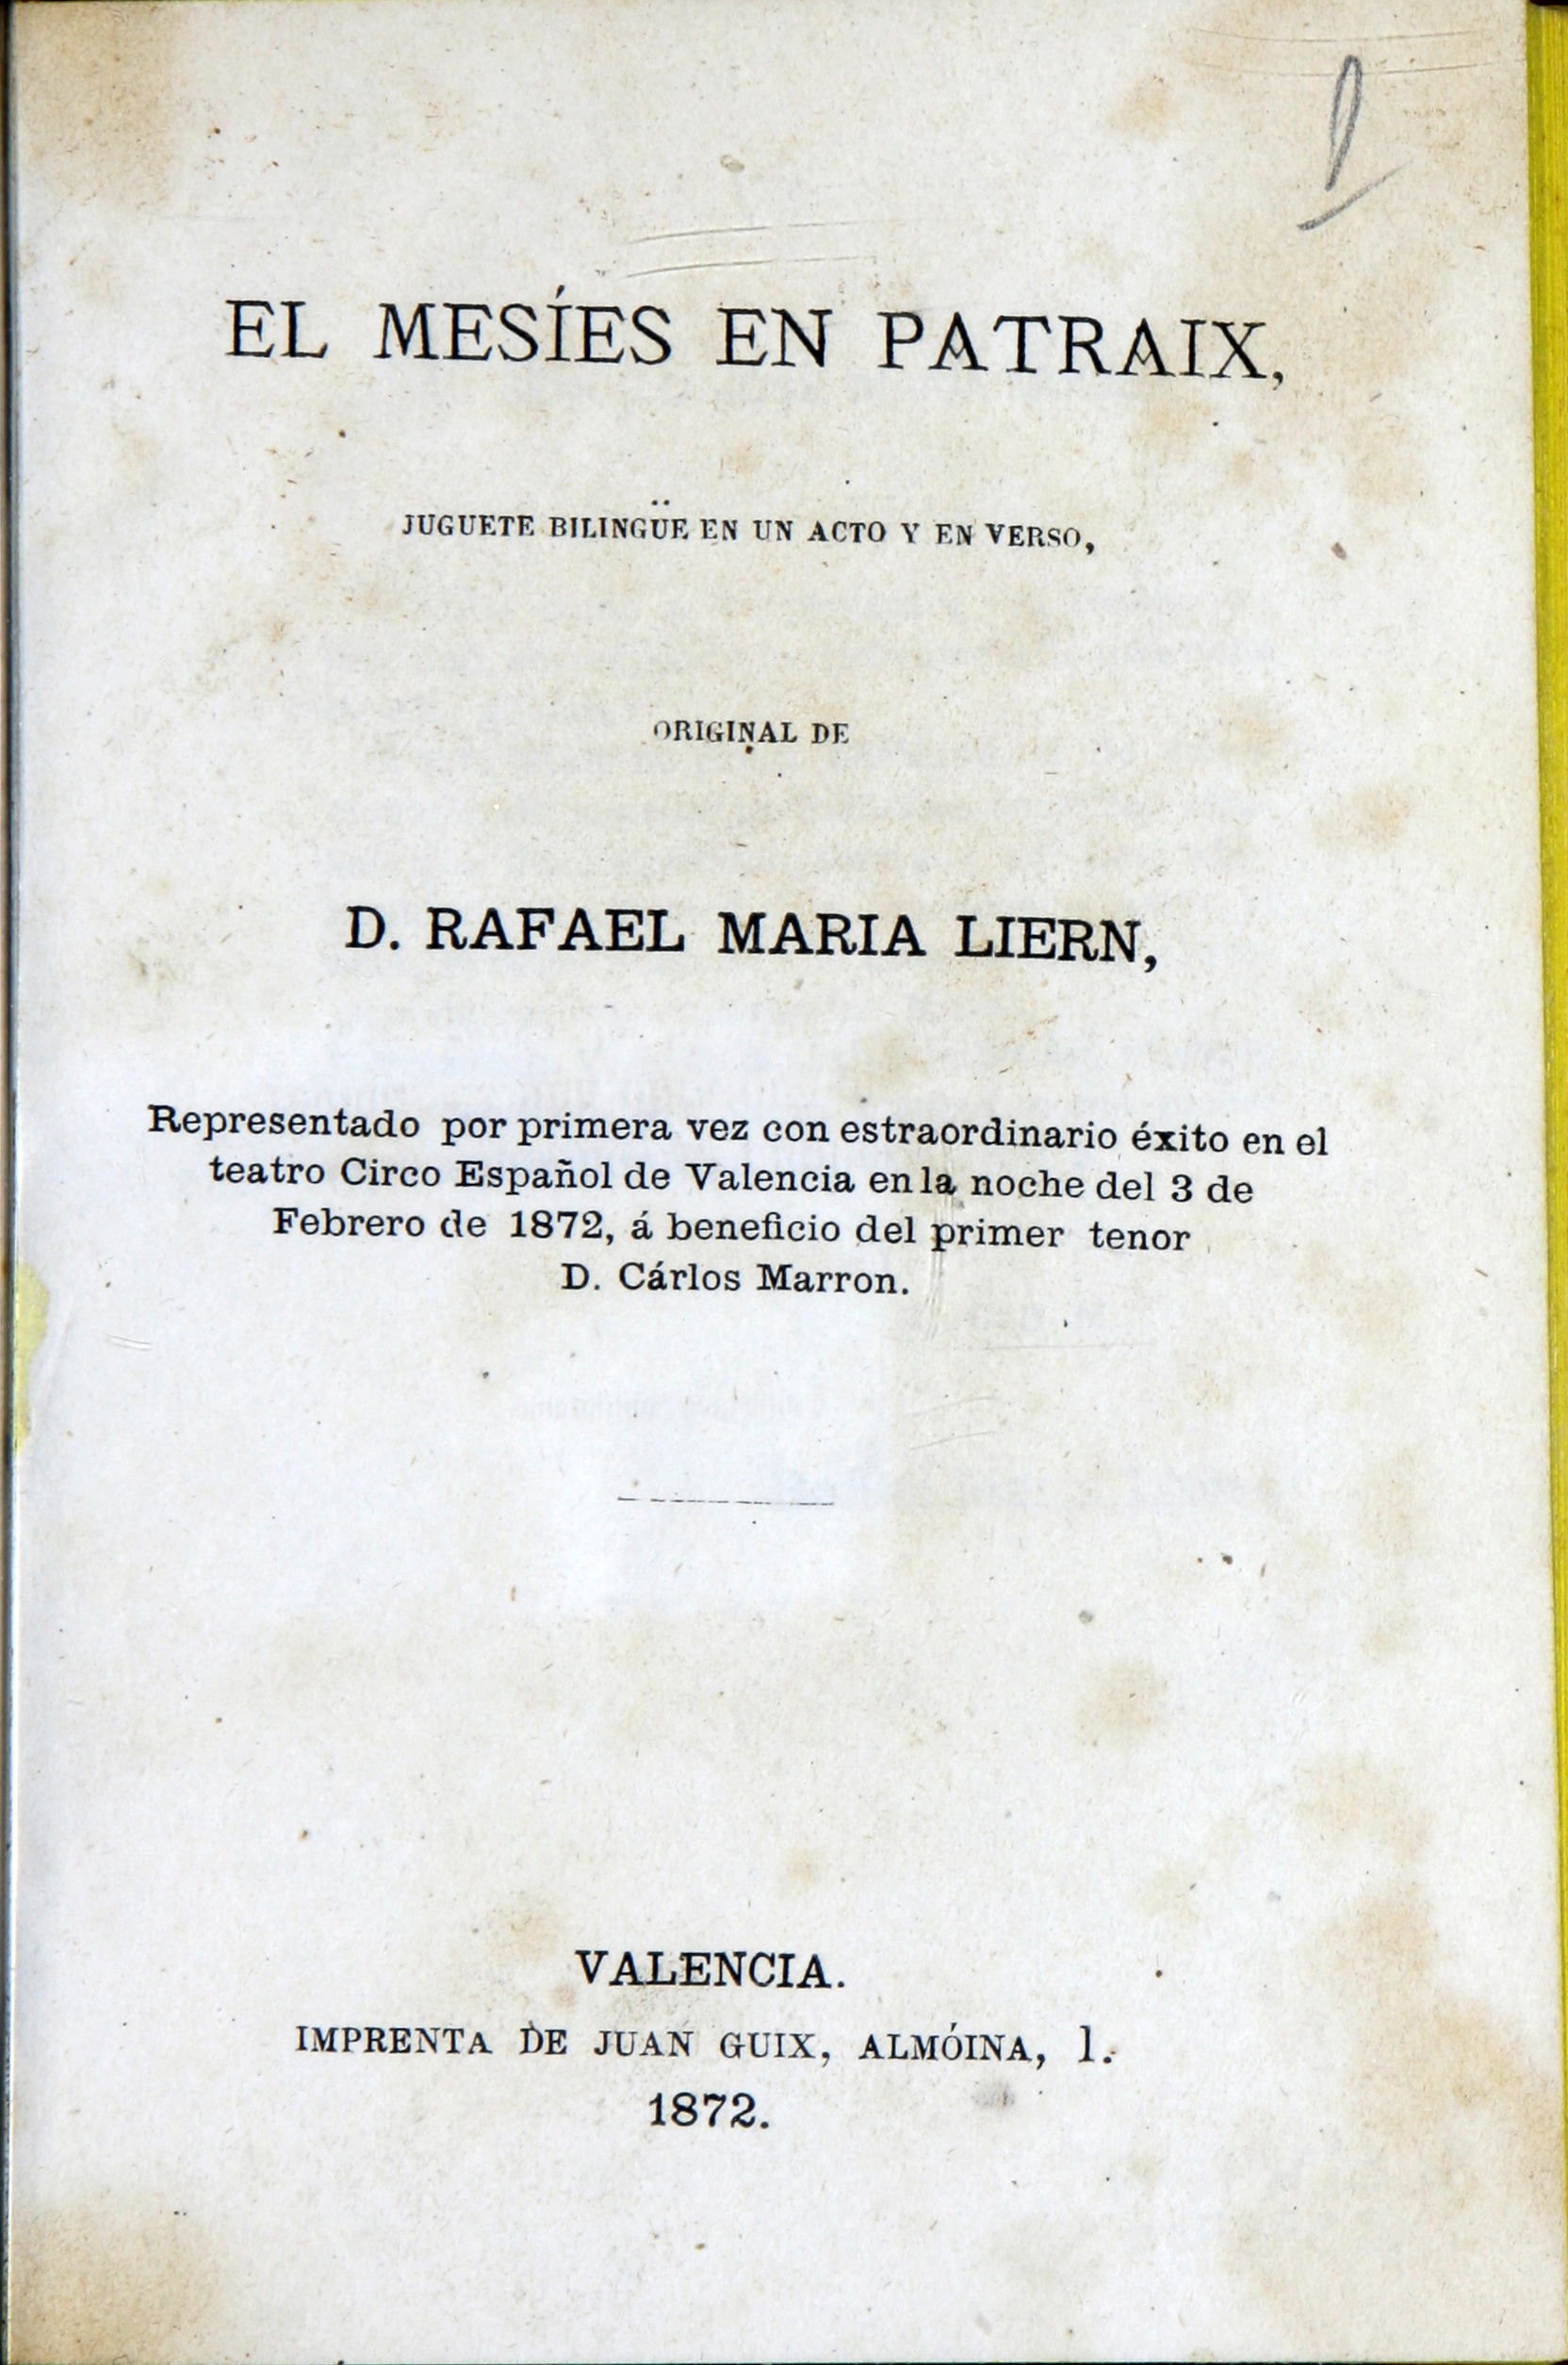 EL MESÍES EN PATRAIX,
JUGUETE BILINGÜE EN UN ACTO Y EN VERSO,
ORIGINAL DE
D. RAFAEL MARIA LIERN,
Representado por primera vez con estraordinario éxito en el
teatro Circo Español de Valencia en la noche del 3 de
Febrero de 1872, á beneficio del primer tenor
D. Cárlos Marron.
VALENCIA.
IMPRENTA DE JUAN GUIX, ALMÓINA, 1.
1872.